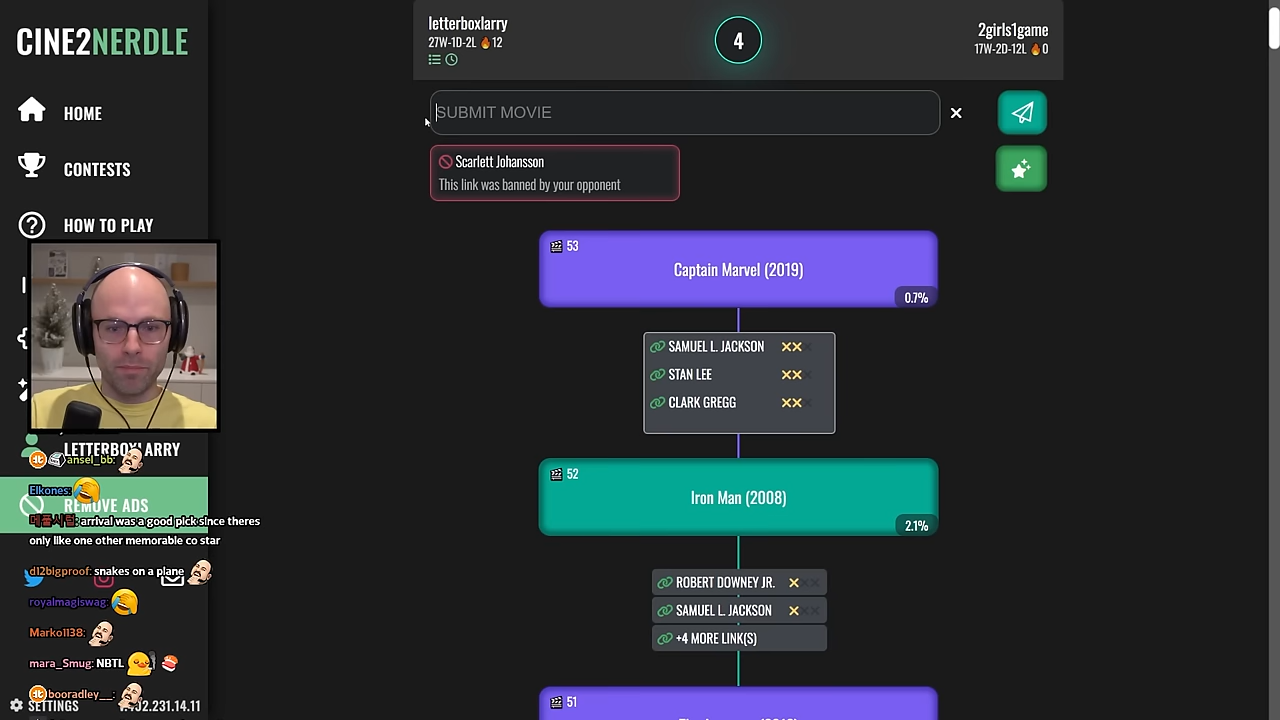 CINE2NERDLE
HOME
CONTESTS
HOW TO PLAY
LETTERBOXLARRY
REMOVE ADS
SETTINGS
ansel_bb:
Elkones:
arrival was a good pick since theres
only like one other memorable co star
d12bigproof: snakes on a plane
royalmagiswag:
Marko1138:
mara_Smug: NBTL
booradley__:
letterboxlarry
27W-1D-2L 🔥12
4
2girls1game
17W-2D-12L 🔥0
SUBMIT MOVIE
Scarlett Johansson
This link was banned by your opponent
53
Captain Marvel (2019)
0.7%
SAMUEL L. JACKSON
STAN LEE
CLARK GREGG
52
Iron Man (2008)
2.1%
ROBERT DOWNEY JR.
SAMUEL L. JACKSON
+4 MORE LINK(S)
51